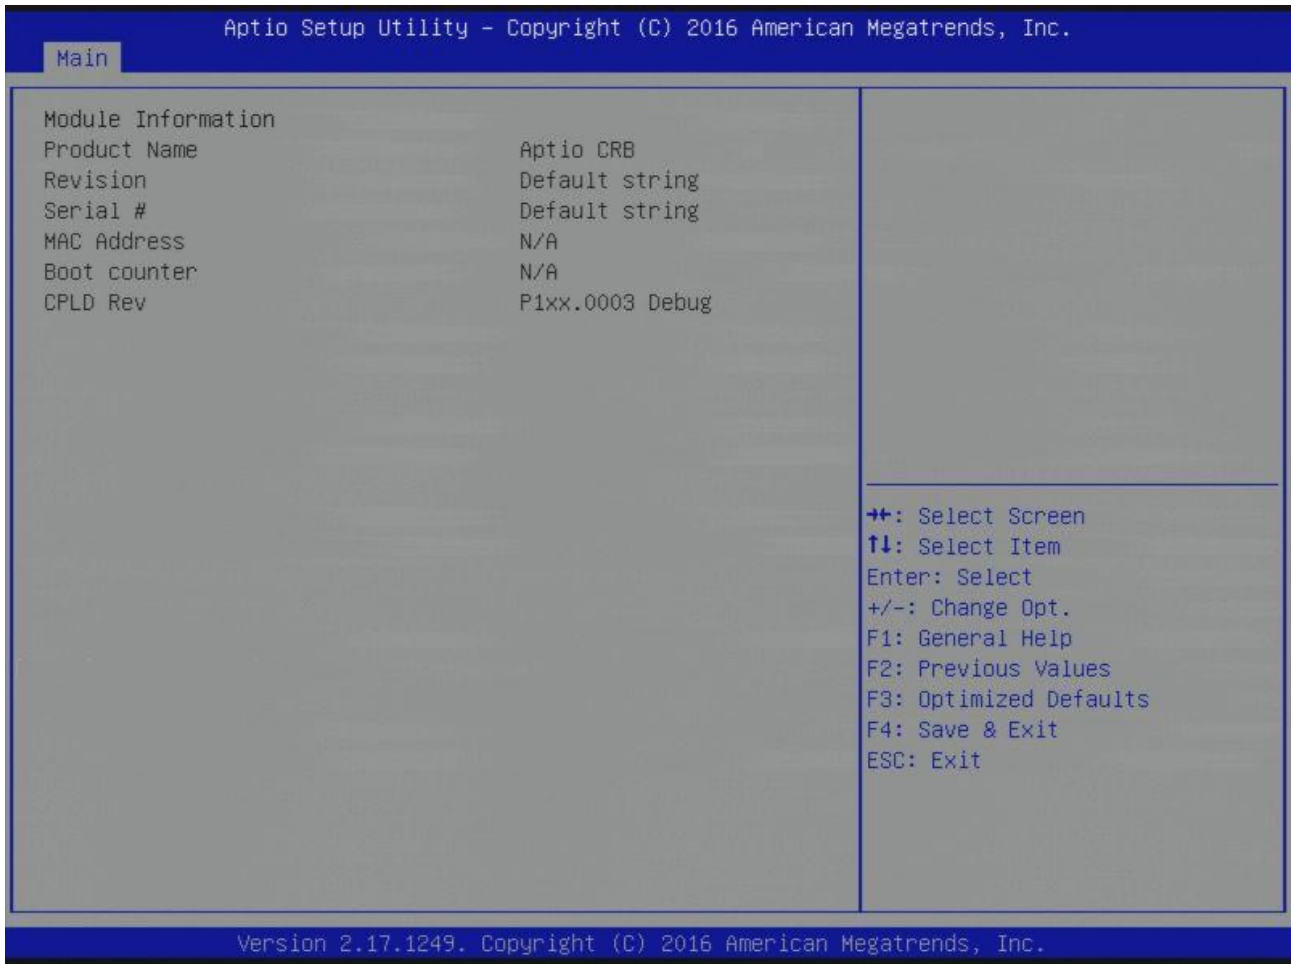 Aptio Setup Utility – Copyright (C) 2016 American Megatrends, Inc.
Main
Module Information
Product Name Aptio CRB
Revision Default string
Serial # Default string
MAC Address N/A
Boot counter N/A
CPLD Rev P1xx.0003 Debug
→←: Select Screen
↑↓: Select Item
Enter: Select
+/-: Change Opt.
F1: General Help
F2: Previous Values
F3: Optimized Defaults
F4: Save & Exit
ESC: Exit
Version 2.17.1249. Copyright (C) 2016 American Megatrends, Inc.